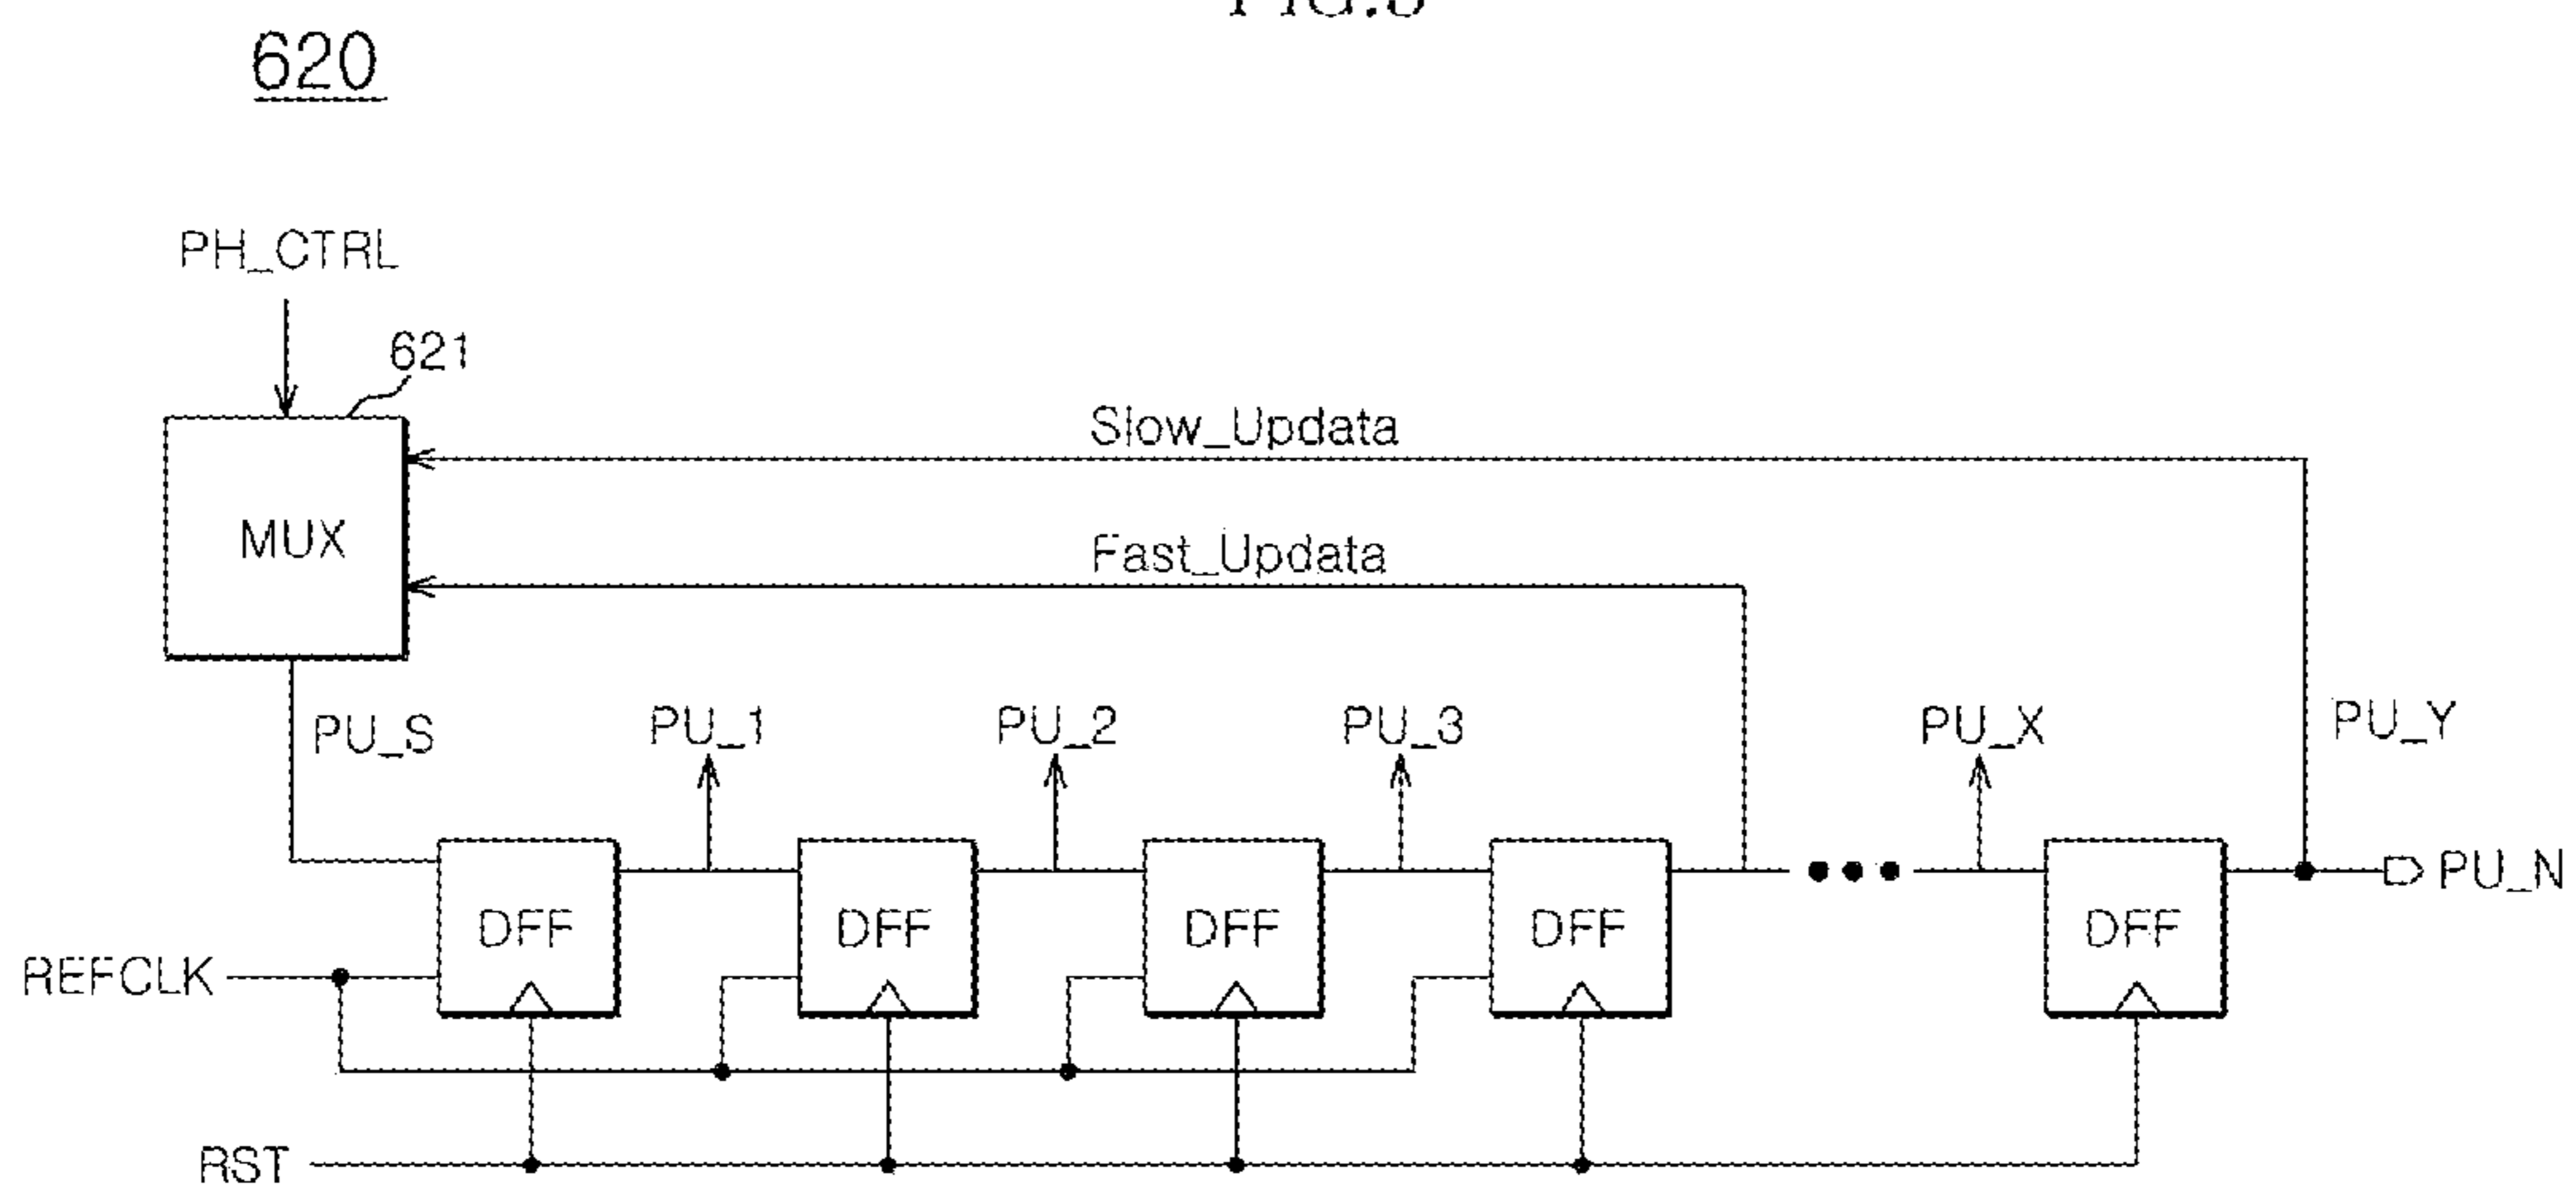 620
PH_CTRL
621
Slow_Updata
MUX
Fast_Updata
PU_S
PU_1
PU_2
PU_3
PU_X
PU_Y
DFF
DFF
DFF
DFF
DFF
PU_N
REFCLK
RST